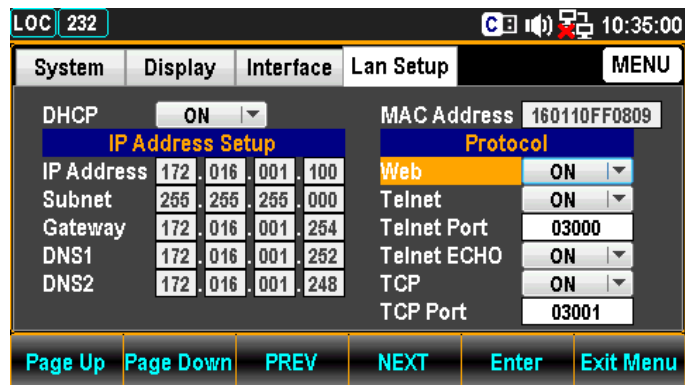 LOC 232 C 10:35:00
System Display Interface Lan Setup MENU
DHCP ON MAC Address 160110FF0809
IP Address Setup Protocol
IP Address 172 . 016 . 001 . 100 Web ON
Subnet 255 . 255 . 255 . 000 Telnet ON
Gateway 172 . 016 . 001 . 254 Telnet Port 03000
DNS1 172 . 016 . 001 . 252 Telnet ECHO ON
DNS2 172 . 016 . 001 . 248 TCP ON
TCP Port 03001
Page Up Page Down PREV NEXT Enter Exit Menu